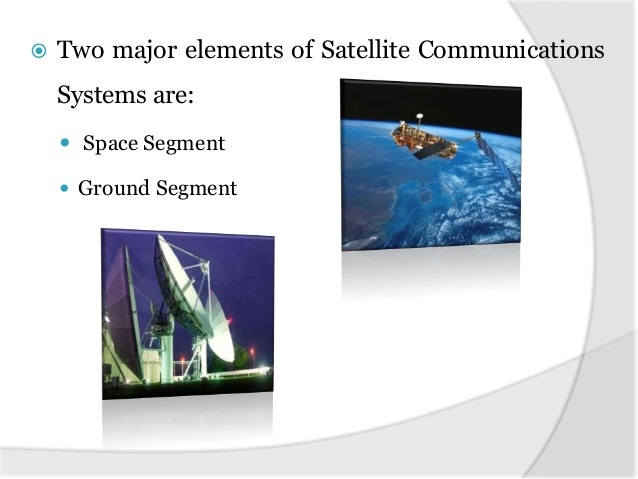 Two major elements of Satellite Communications
Systems are:
Space Segment
Ground Segment